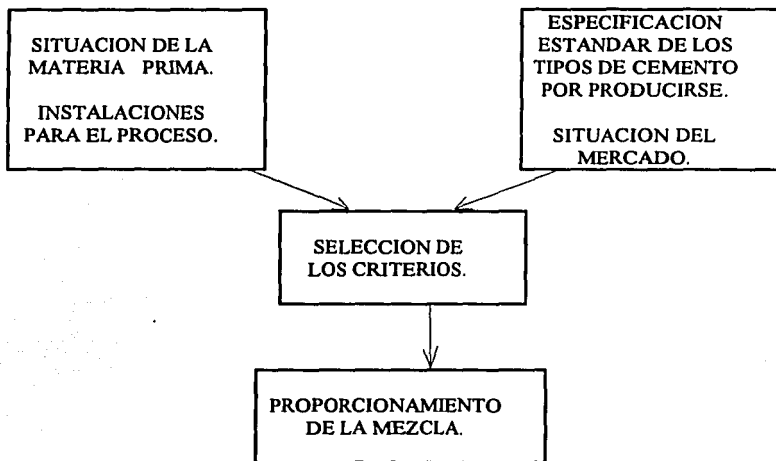 SITUACION DE LA
MATERIA PRIMA.
INSTALACIONES
PARA EL PROCESO.
ESPECIFICACION
ESTANDAR DE LOS
TIPOS DE CEMENTO
POR PRODUCIRSE.
SITUACION DEL
MERCADO.
SELECCION DE
LOS CRITERIOS.
PROPORCIONAMIENTO
DE LA MEZCLA.